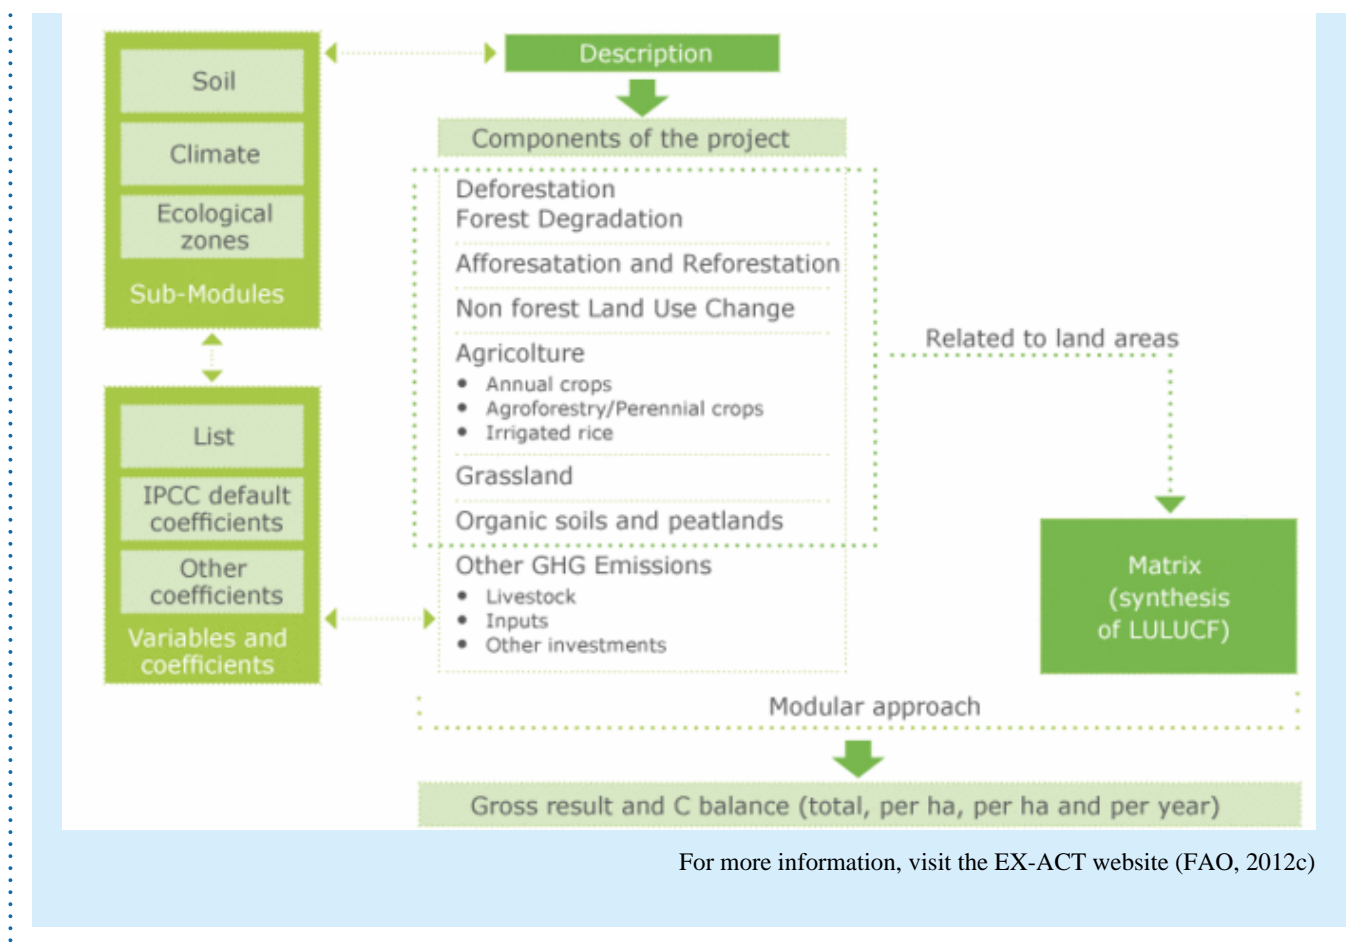 Soil
Climate
Ecological
zones
Sub-Modules
List
IPCC default
coefficients
Other
coefficients
Variables and
coefficients
Description
Components of the project
Deforestation
Forest Degradation
Afforesatation and Reforestation
Non forest Land Use Change
Agricolture
• Annual crops
• Agroforestry/Perennial crops
• Irrigated rice
Grassland
Organic soils and peatlands
Other GHG Emissions
• Livestock
• Inputs
• Other investments
Related to land areas
Matrix
(synthesis
of LULUCF)
Modular approach
Gross result and C balance (total, per ha, per ha and per year)
For more information, visit the EX-ACT website (FAO, 2012c)